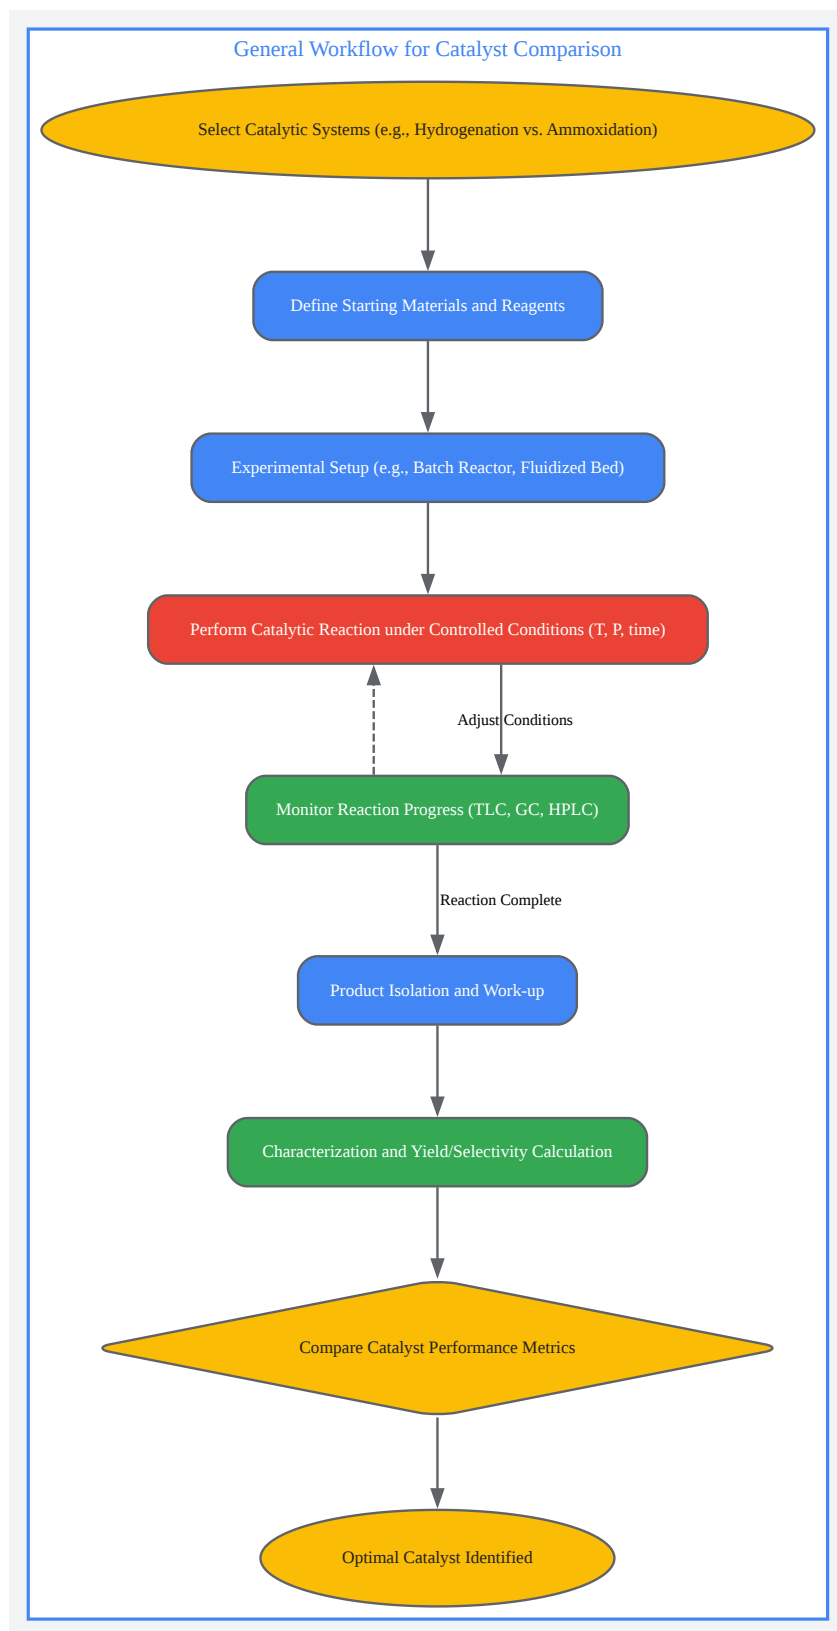 General Workflow for Catalyst Comparison
Select Catalytic Systems (e.g., Hydrogenation vs. Ammoxidation)
Define Starting Materials and Reagents
Experimental Setup (e.g., Batch Reactor, Fluidized Bed)
Perform Catalytic Reaction under Controlled Conditions (T, P, time)
Adjust Conditions
Monitor Reaction Progress (TLC, GC, HPLC)
Reaction Complete
Product Isolation and Work-up
Characterization and Yield/Selectivity Calculation
Compare Catalyst Performance Metrics
Optimal Catalyst Identified